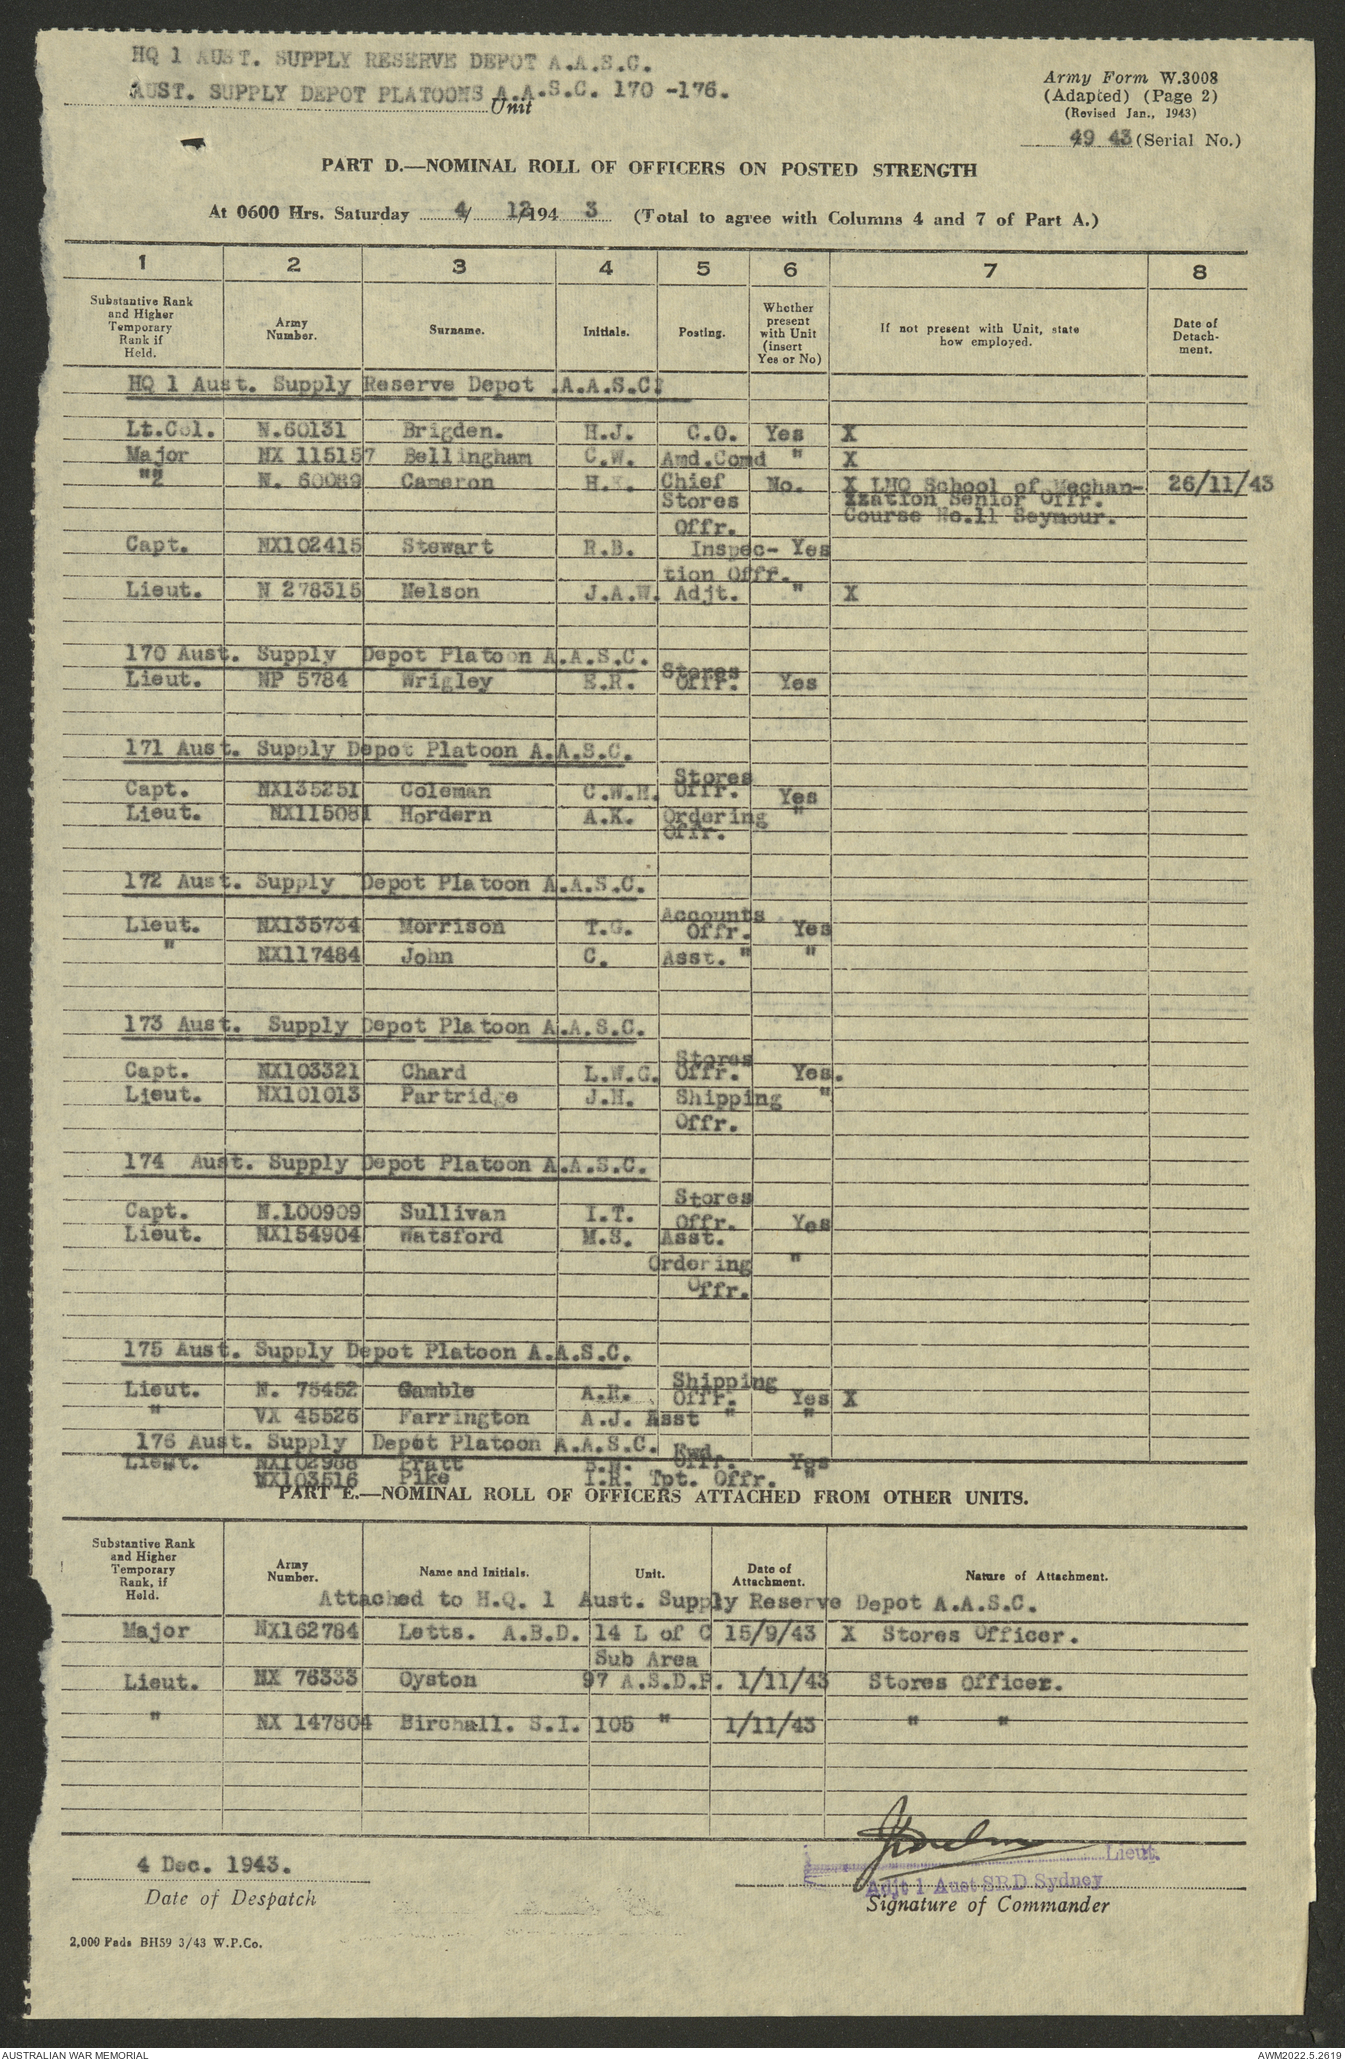 HQ 1 AUST. SUPPLY RESERVE DEPOT A.A.S.C.
AUST. SUPPLY DEPOT PLATOONS A.A.S.C. 170 -176.
Unit
Army Form W.3008
(Adapted) (Page 2)
(Revised Jan., 1943)
49 43 (Serial No.)
PART D.—NOMINAL ROLL OF OFFICERS ON POSTED STRENGTH
At 0600 Hrs. Saturday 4/ 12/194 3 (Total to agree with Columns 4 and 7 of Part A.)
1 2 3 4 5 6 7 8
Substantive Rank and Higher Temporary Rank if Held. Army Number. Surname. Initials. Posting. Whether present with Unit (insert Yes or No) If not present with Unit, state how employed. Date of Detach-ment.
HQ 1 Aust. Supply Reserve Depot .A.A.S.C.
Lt.Col. N.60131 Brigden. H.J. C.O. Yes X
Major NX 115157 Bellingham C.W. Amd.Comd " X
"" N. 60089 Cameron H. Chief No. X LHQ School of Mechan- 26/11/43
Stores ization Senior Offr.
Offr. Course No.11 Seymour.
Capt. NX102415 Stewart R.B. Inspec- Yes
tion Offr.
Lieut. N 278315 Nelson J.A.W. Adjt. " X
170 Aust. Supply Depot Platoon A.A.S.C.
Stores
Lieut. NP 5784 Wrigley E.R. Offr. Yes
171 Aust. Supply Depot Platoon A.A.S.C.
Stores
Capt. NX135251 Coleman C.W.H. Offr. Yes
Lieut. NX115081 Hordern A.K. Ordering "
Offr.
172 Aust. Supply Depot Platoon A.A.S.C.
Accounts
Lieut. NX135734 Morrison T.G. Offr. Yes
" NX117484 John C. Asst. " "
173 Aust. Supply Depot Platoon A.A.S.C.
Stores
Capt. NX103321 Chard L.W.G. Offr. Yes.
Lieut. NX101013 Partridge J.H. Shipping "
Offr.
174 Aust. Supply Depot Platoon A.A.S.C.
Stores
Capt. N.100909 Sullivan I.T. Offr. Yes
Lieut. NX154904 Watsford M.S. Asst.
Ordering "
Offr.
175 Aust. Supply Depot Platoon A.A.S.C.
Shipping
Lieut. N. 75452 Gamble A.R. Offr. Yes X
" VX 45526 Farrington A.J. Asst " "
176 Aust. Supply Depot Platoon A.A.S.C.
Fwd
Lieut. NX102988 Pratt S.N. Offr. Yes
" NX103516 Pike I.R. Tpt. Offr. "
PART E.—NOMINAL ROLL OF OFFICERS ATTACHED FROM OTHER UNITS.
Substantive Rank and Higher Temporary Rank, if Held. Army Number. Name and Initials. Unit. Date of Attachment. Nature of Attachment.
Attached to H.Q. 1 Aust. Supply Reserve Depot A.A.S.C.
Major NX162784 Letts. A.B.D. 14 L of C 15/9/43 X Stores Officer.
Sub Area
Lieut. NX 76333 Oyston 97 A.S.D.P. 1/11/43 Stores Officer.
" NX 147804 Birchall. S.I. 105 " 1/11/43 " "
4 Dec. 1943.
Date of Despatch
Lieut.
Adjt 1 Aust SRD Sydney
Signature of Commander
2,000 Pads BH59 3/43 W.P.Co.
AUSTRALIAN WAR MEMORIAL
AWM2022.5.2619